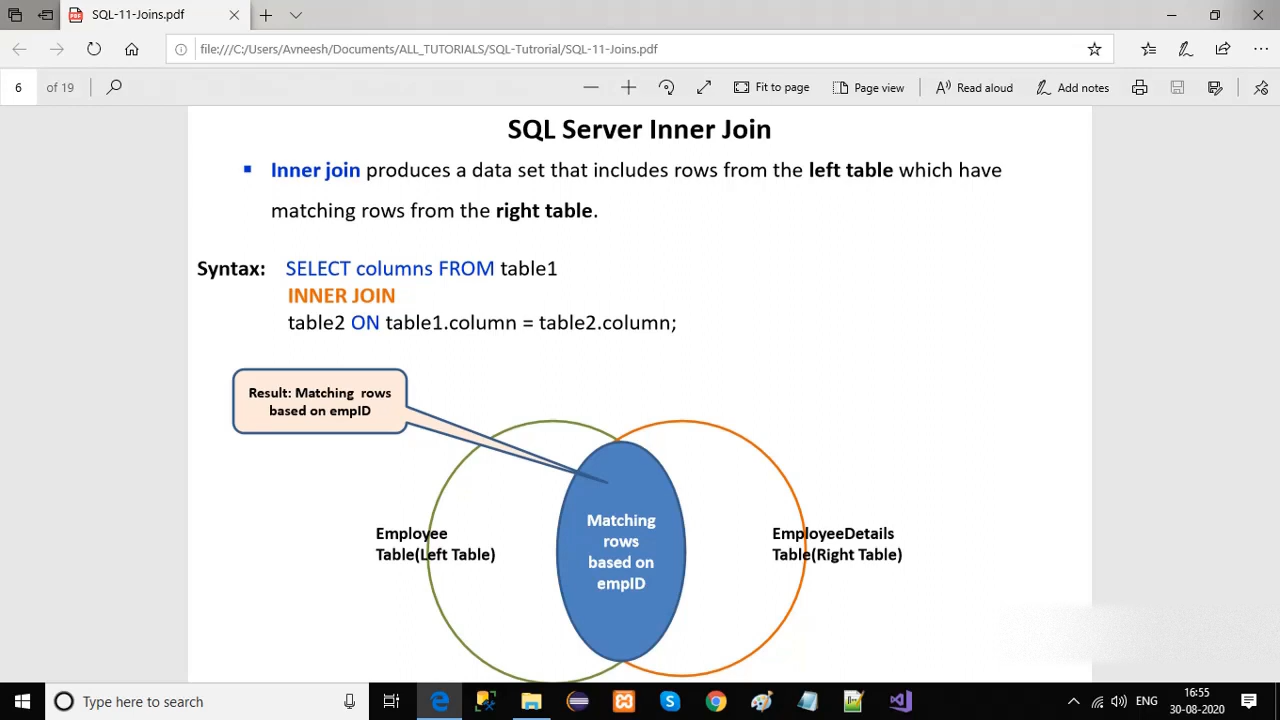 SQL-11-Joins.pdf
file:///C:/Users/Avneesh/Documents/ALL_TUTORIALS/SQL-Tutrorial/SQL-11-Joins.pdf
6 of 19 Fit to page Page view Read aloud Add notes
SQL Server Inner Join
Inner join produces a data set that includes rows from the left table which have
matching rows from the right table.
Syntax: SELECT columns FROM table1
INNER JOIN
table2 ON table1.column = table2.column;
Result: Matching rows
based on empID
Employee
Table(Left Table)
Matching
rows
based on
empID
EmployeeDetails
Table(Right Table)
Type here to search
ENG
16:55
30-08-2020